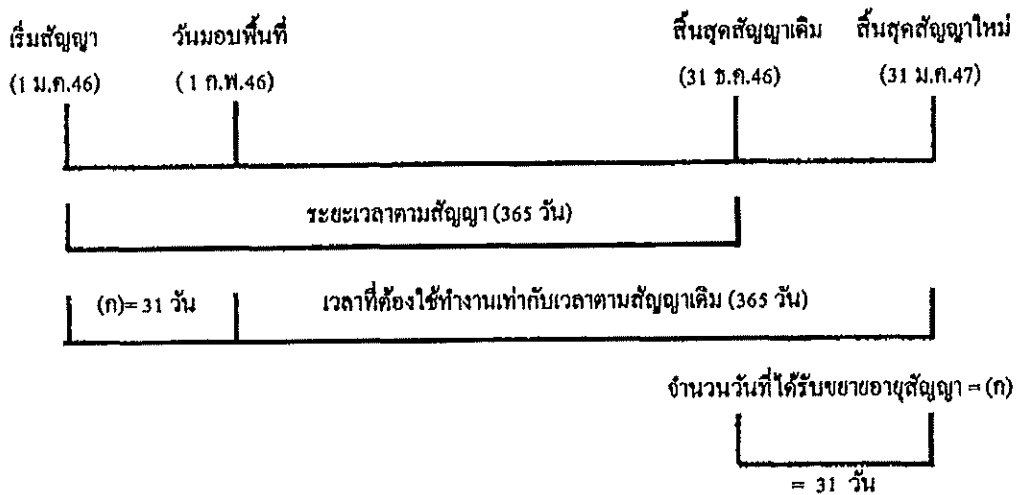 เริ่มสัญญา วันมอบพื้นที่ สิ้นสุดสัญญาเดิม สิ้นสุดสัญญาใหม่
(1 ม.ค.46) ( 1 ก.พ.46) (31 ธ.ค.46) (31 ม.ค.47)
ระยะเวลาตามสัญญา (365 วัน)
(ก)= 31 วัน เวลาที่ต้องใช้ทำงานเท่ากับเวลาตามสัญญาเดิม (365 วัน)
จำนวนวันที่ได้รับขยายอายุสัญญา = (ก)
= 31 วัน